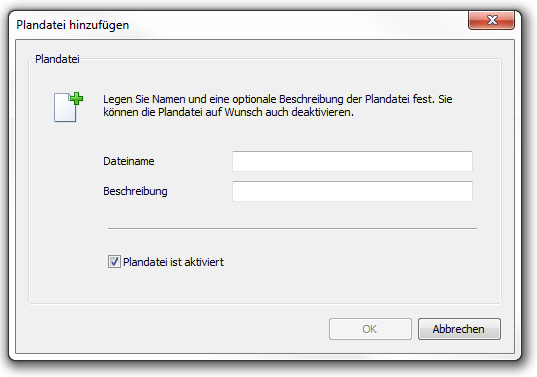 Plandatei hinzufügen
Plandatei
Legen Sie Namen und eine optionale Beschreibung der Plandatei fest. Sie
können die Plandatei auf Wunsch auch deaktivieren.
Dateiname
Beschreibung
Plandatei ist aktiviert
OK Abbrechen